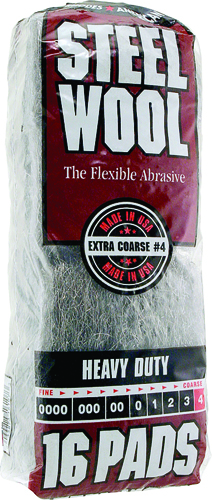 STEEL
WOOL
The Flexible Abrasive
MADE IN USA
EXTRA COARSE #4
MADE IN USA
HEAVY DUTY
FINE COARSE
0000 000 00 0 1 2 3 4
16 PADS